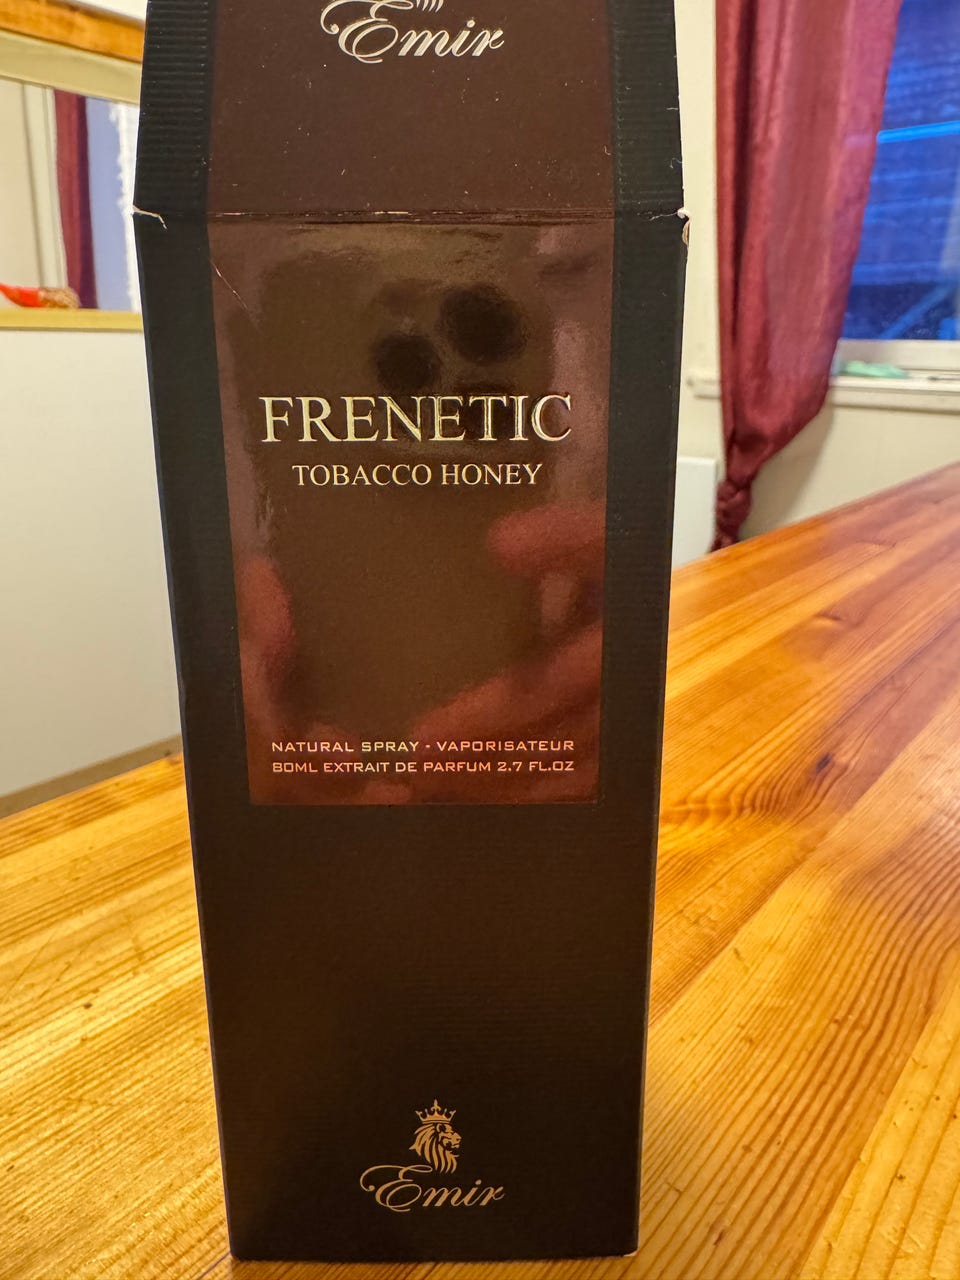 Emir
FRENETIC
TOBACCO HONEY
NATURAL SPRAY - VAPORISATEUR
80ML EXTRAIT DE PARFUM 2.7 FL.OZ
Emir